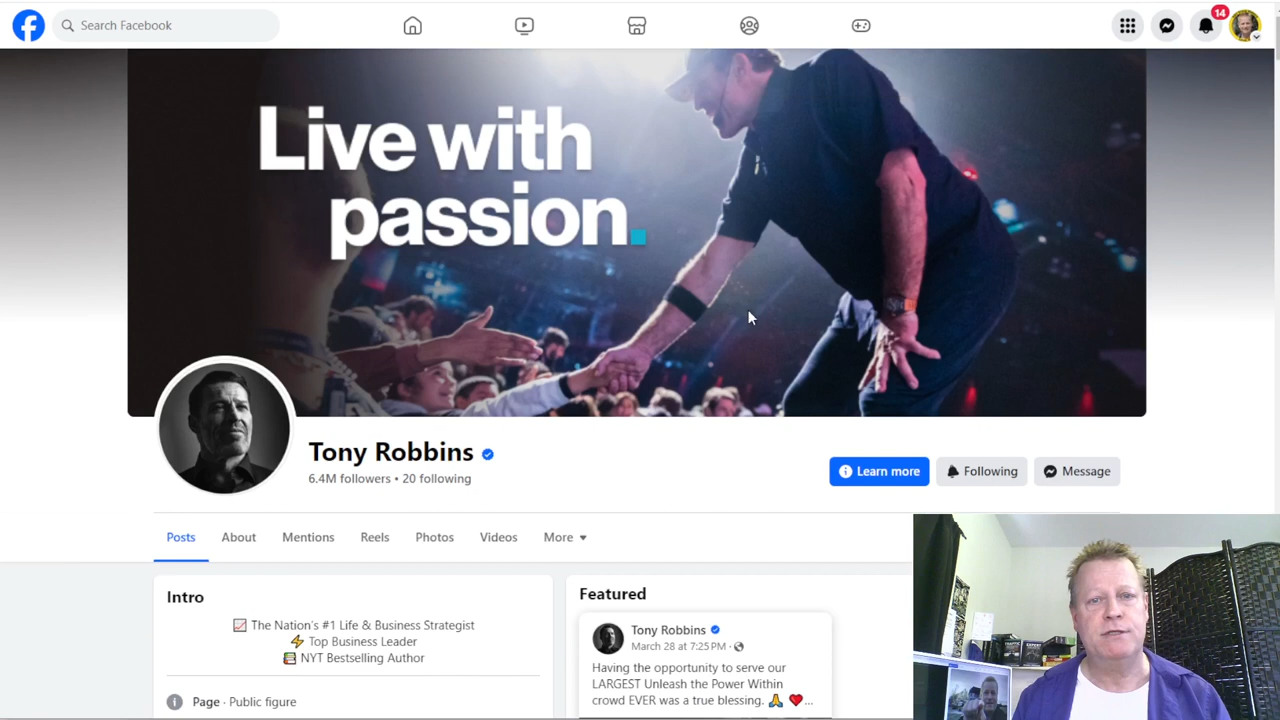 Search Facebook
14
Live with
passion.
Tony Robbins
6.4M followers • 20 following
Learn more
Following
Message
Posts
About
Mentions
Reels
Photos
Videos
More
Intro
📈 The Nation's #1 Life & Business Strategist
⚡ Top Business Leader
📚 NYT Bestselling Author
Page · Public figure
Featured
Tony Robbins
March 28 at 7:25 PM ·
Having the opportunity to serve our
LARGEST Unleash the Power Within
crowd EVER was a true blessing. 🙏 ❤️...